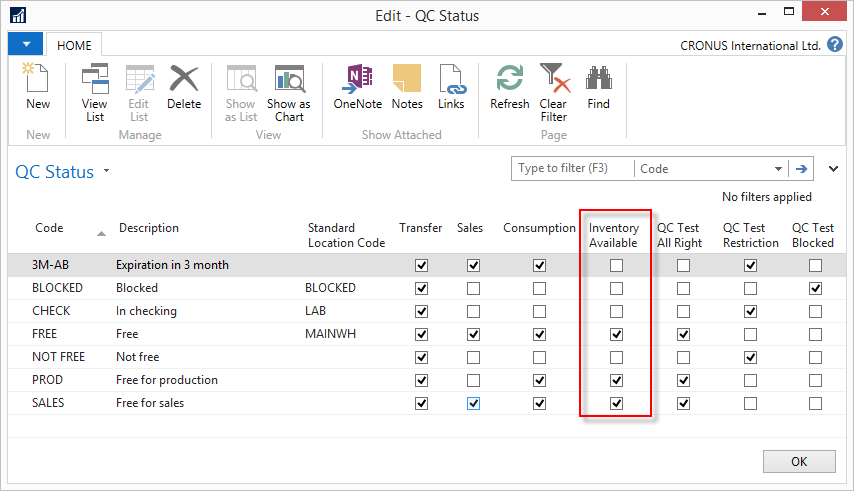 Edit - QC Status
HOME
CRONUS International Ltd.
?
New
View List
Edit List
Delete
Show as List
Show as Chart
OneNote
Notes
Links
Refresh
Clear Filter
Find
New
Manage
View
Show Attached
Page
QC Status
Type to filter (F3)
Code
No filters applied
Code
Description
Standard Location Code
Transfer
Sales
Consumption
Inventory Available
QC Test All Right
QC Test Restriction
QC Test Blocked
3M-AB Expiration in 3 month
BLOCKED Blocked BLOCKED
CHECK In checking LAB
FREE Free MAINWH
NOT FREE Not free
PROD Free for production
SALES Free for sales
OK